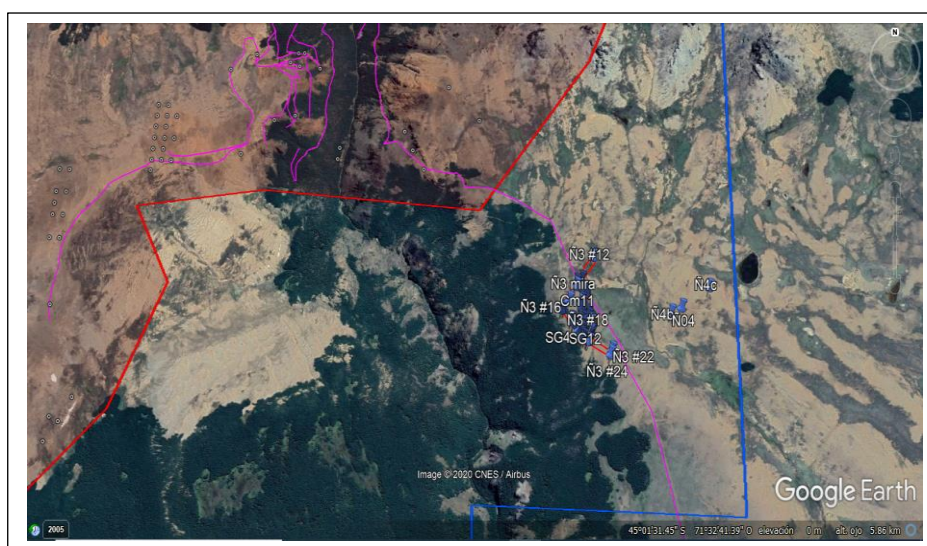 N
Ñ3 #12
Ñ3 mira
Ñ4c
Cm11
Ñ3 #16
Ñ4b
Ñ04
Ñ3 #18
SG4
SG12
Ñ3 #22
Ñ3 #24
Image © 2020 CNES / Airbus
Google Earth
2005
45°01'31.45" S 71°32'41.39" O elevación 0 m alt. ojo 5.86 km